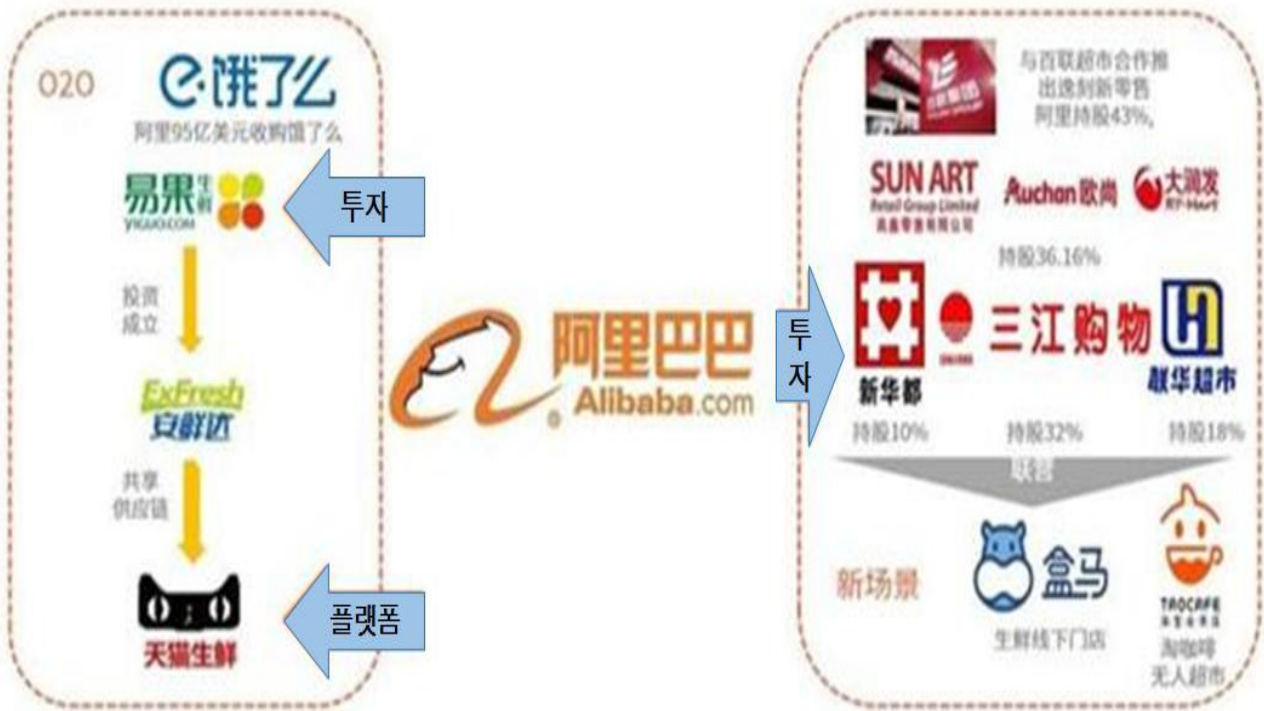 O2O
饿了么
阿里95亿美元收购饿了么
易果生鲜
YIGUO.COM
투자
投资
成立
ExFresh
安鲜达
共享
供应链
天猫生鲜
플랫폼
阿里巴巴
Alibaba.com
투
자
与百联超市合作推
出逸刻新零售
阿里持股43%,
SUN ART
Retail Group Limited
高鑫零售有限公司
Auchan 欧尚
大润发
RT-Mart
持股36.16%
新华都
三江购物
联华超市
持股10%
持股32%
持股18%
联营
新场景
盒马
生鲜线下门店
TAOCAFE
淘咖啡
无人超市